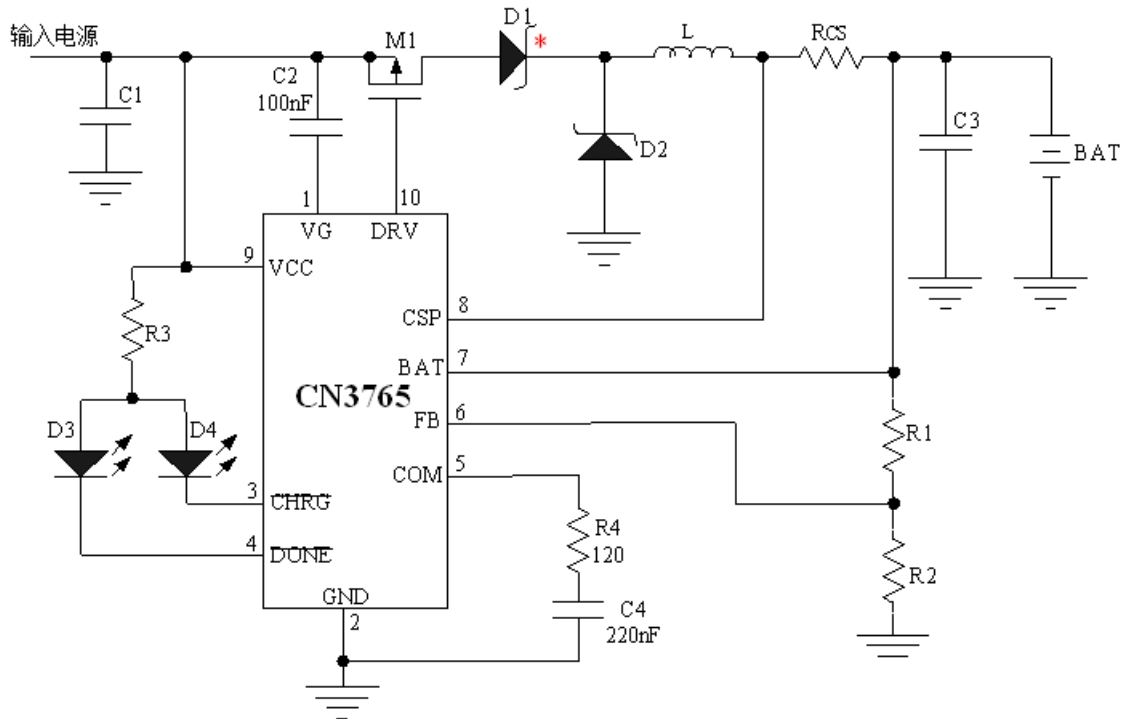 输入电源
D1
*
L
RCS
M1
C1
C2
100nF
D2
C3
BAT
1
10
VG
DRV
9
VCC
R3
CSP
8
BAT
7
CN3765
FB
6
D3
D4
R1
COM
5
3
CHRG
R4
120
4
DONE
R2
GND
2
C4
220nF